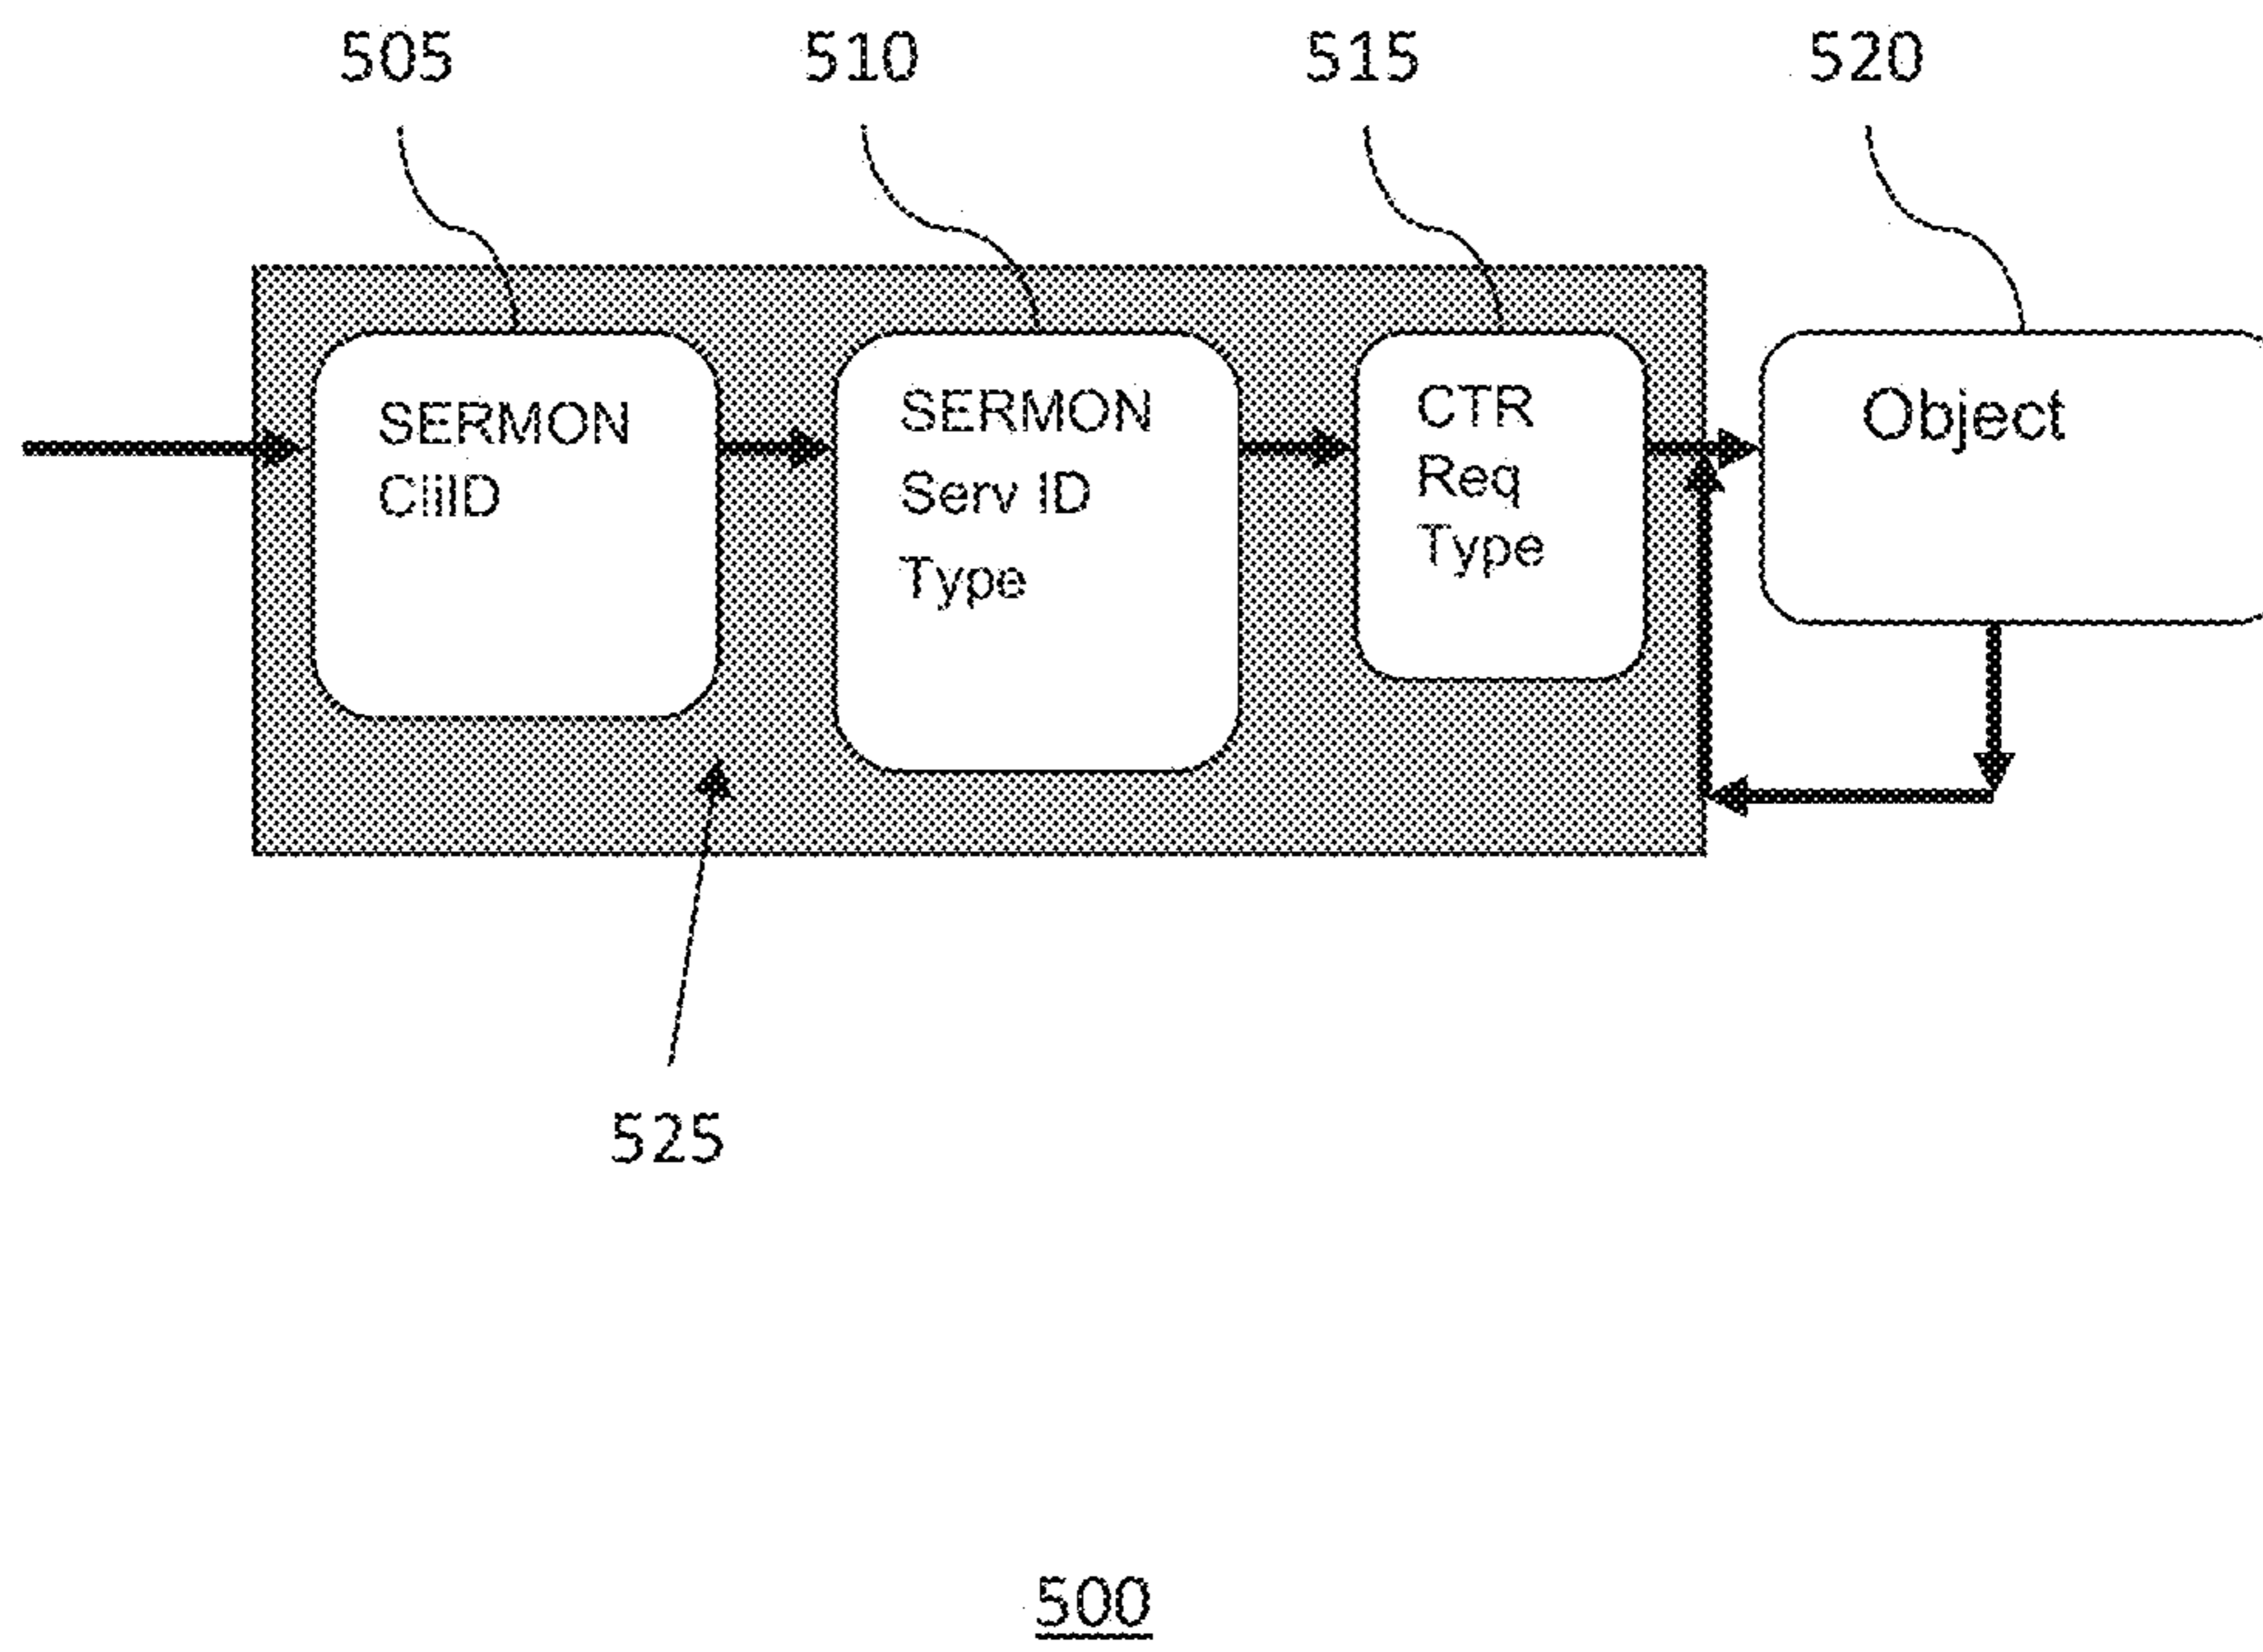 505
510
515
520
SERMON
CliID
SERMON
Serv ID
Type
CTR
Req
Type
Object
525
500